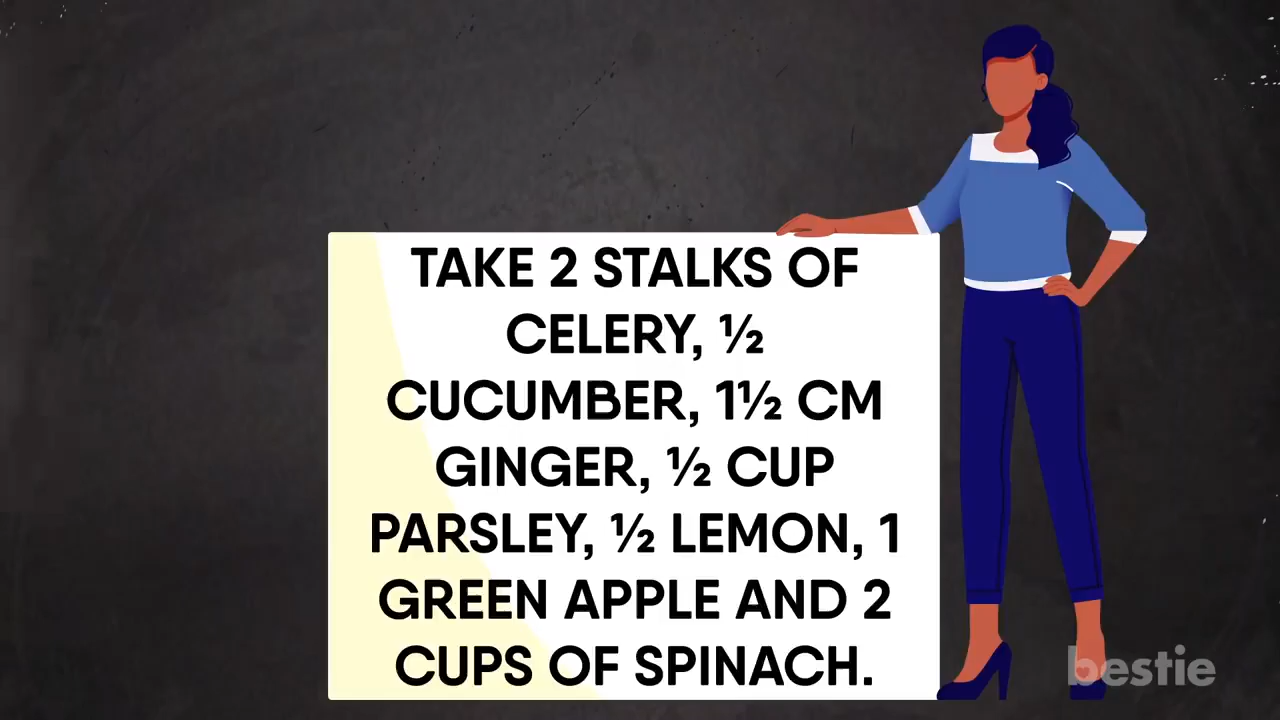 TAKE 2 STALKS OF
CELERY, ½
CUCUMBER, 1½ CM
GINGER, ½ CUP
PARSLEY, ½ LEMON, 1
GREEN APPLE AND 2
CUPS OF SPINACH.
bestie